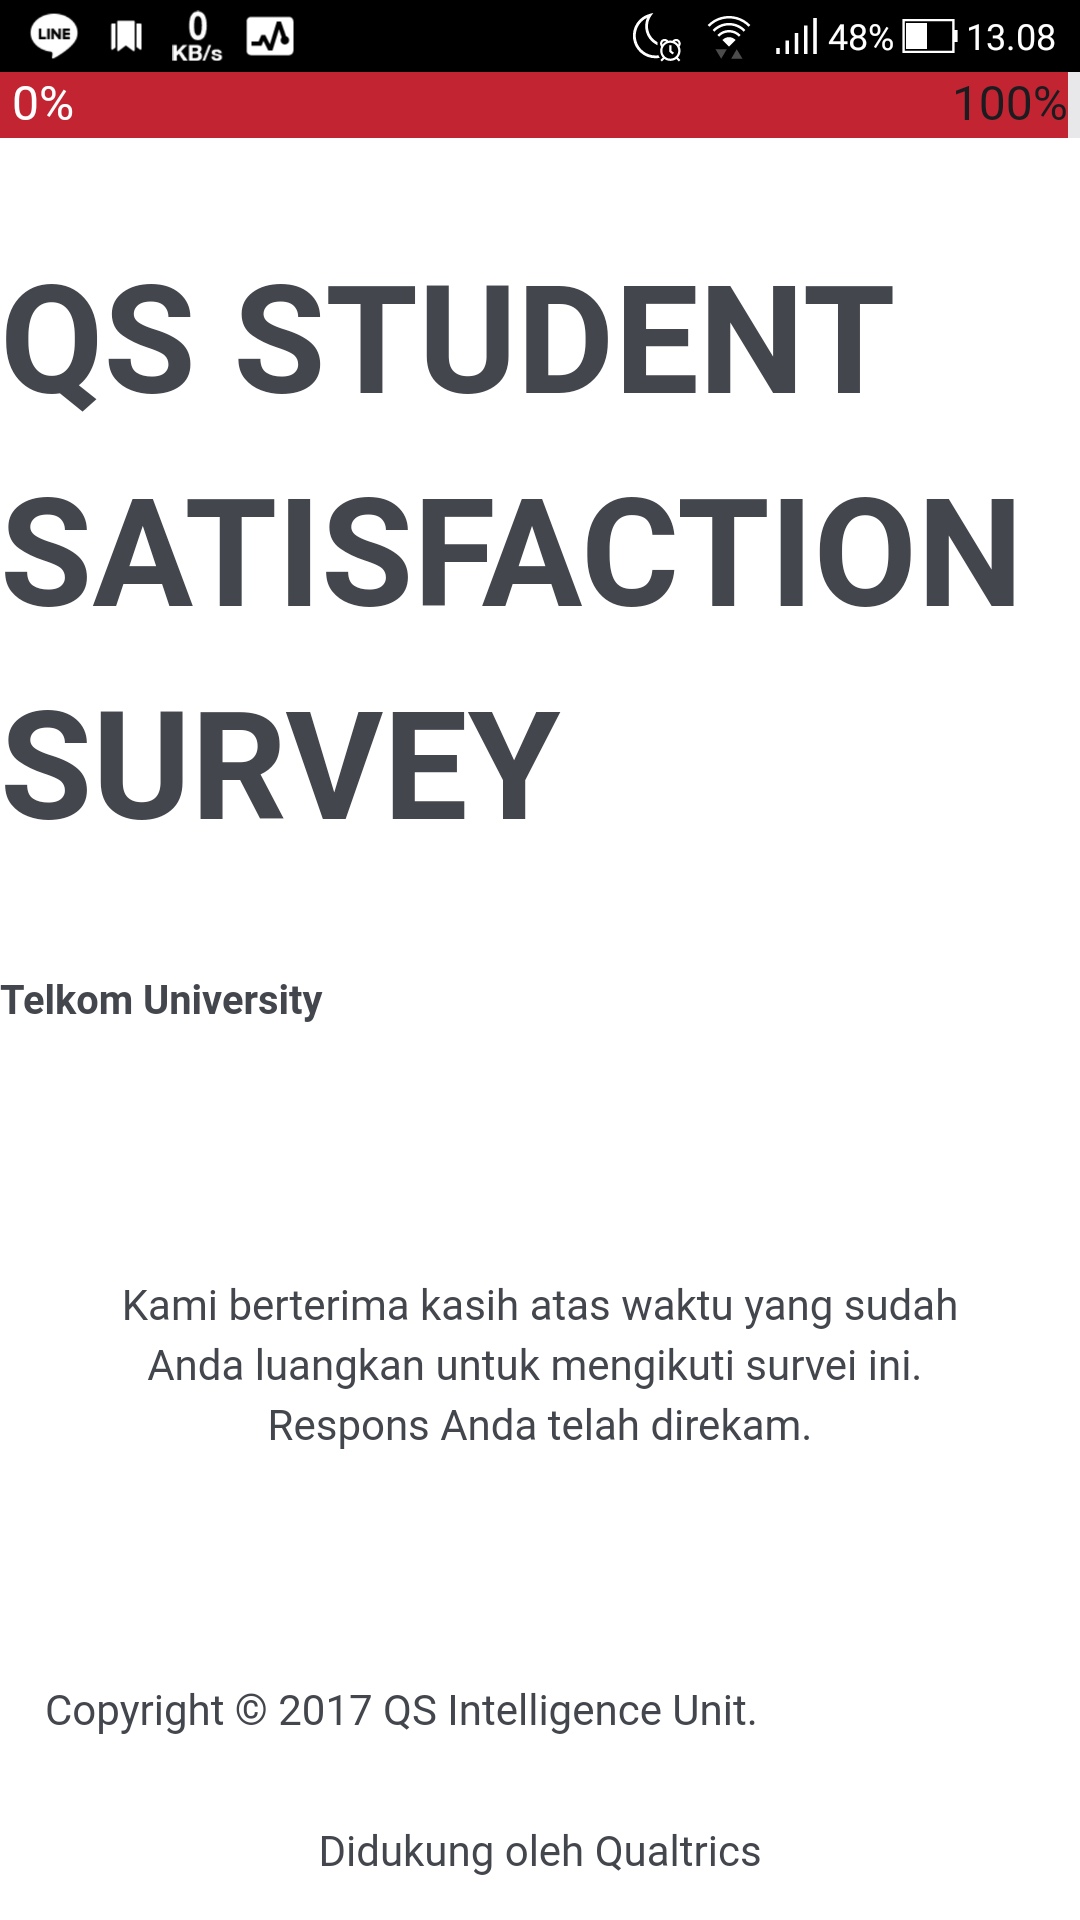 LINE
0
KB/s
48%
13.08
0%
100%
QS STUDENT
SATISFACTION
SURVEY
Telkom University
Kami berterima kasih atas waktu yang sudah
Anda luangkan untuk mengikuti survei ini.
Respons Anda telah direkam.
Copyright © 2017 QS Intelligence Unit.
Didukung oleh Qualtrics